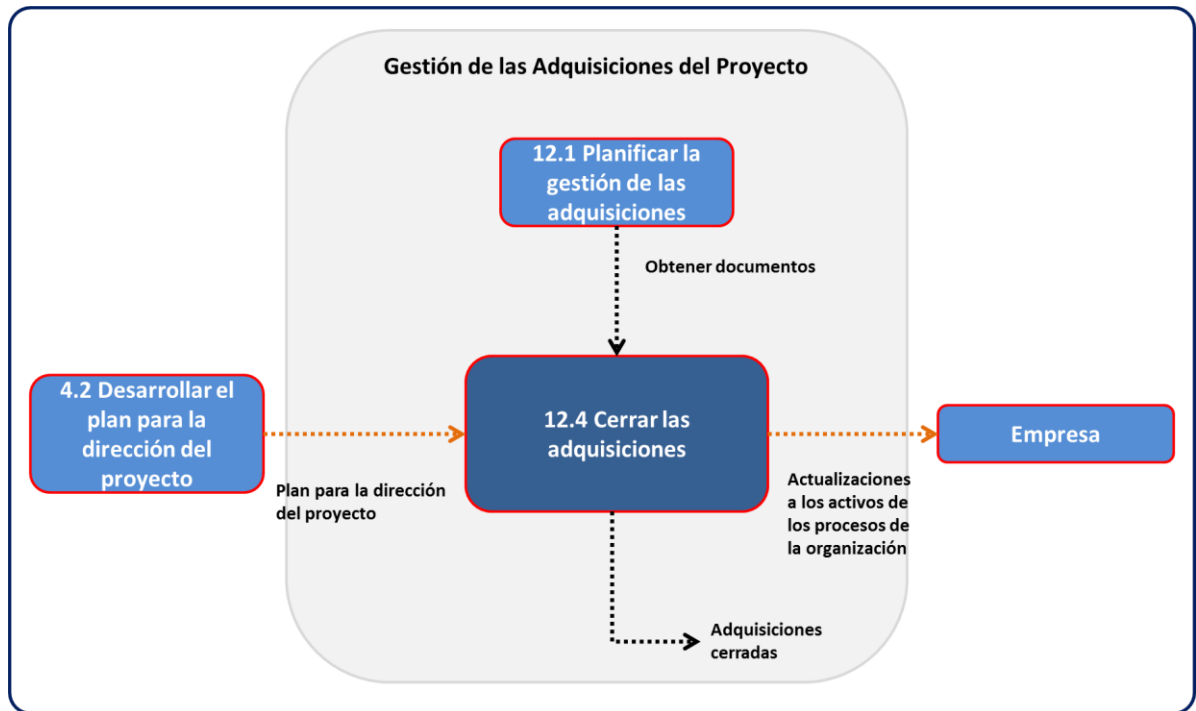 Gestión de las Adquisiciones del Proyecto
12.1 Planificar la
gestión de las
adquisiciones
Obtener documentos
4.2 Desarrollar el
plan para la
dirección del
proyecto
12.4 Cerrar las
adquisiciones
Empresa
Plan para la dirección
del proyecto
Actualizaciones
a los activos de
los procesos de
la organización
Adquisiciones
cerradas